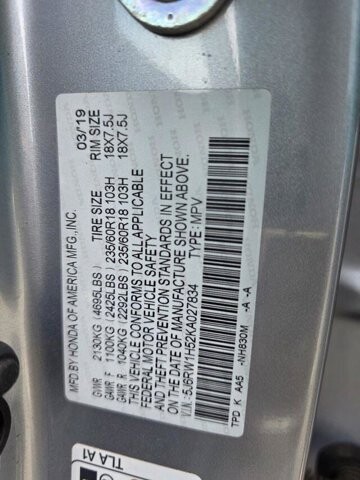 MFD. BY HONDA OF AMERICA MFG., INC. 03/19
TIRE SIZE RIM SIZE
GVWR 2130KG (4695LBS)
GAWR F 1100KG (2425LBS) 235/60R18 103H 18X7.5J
GAWR R 1040KG (2292LBS) 235/60R18 103H 18X7.5J
THIS VEHICLE CONFORMS TO ALL APPLICABLE
FEDERAL MOTOR VEHICLE SAFETY,
AND THEFT PREVENTION STANDARDS IN EFFECT
ON THE DATE OF MANUFACTURE SHOWN ABOVE.
V.I.N.: 5J6RW1H52KA027834 TYPE: MPV
TPD K AA5 -NH830M -A -A
TLA A1